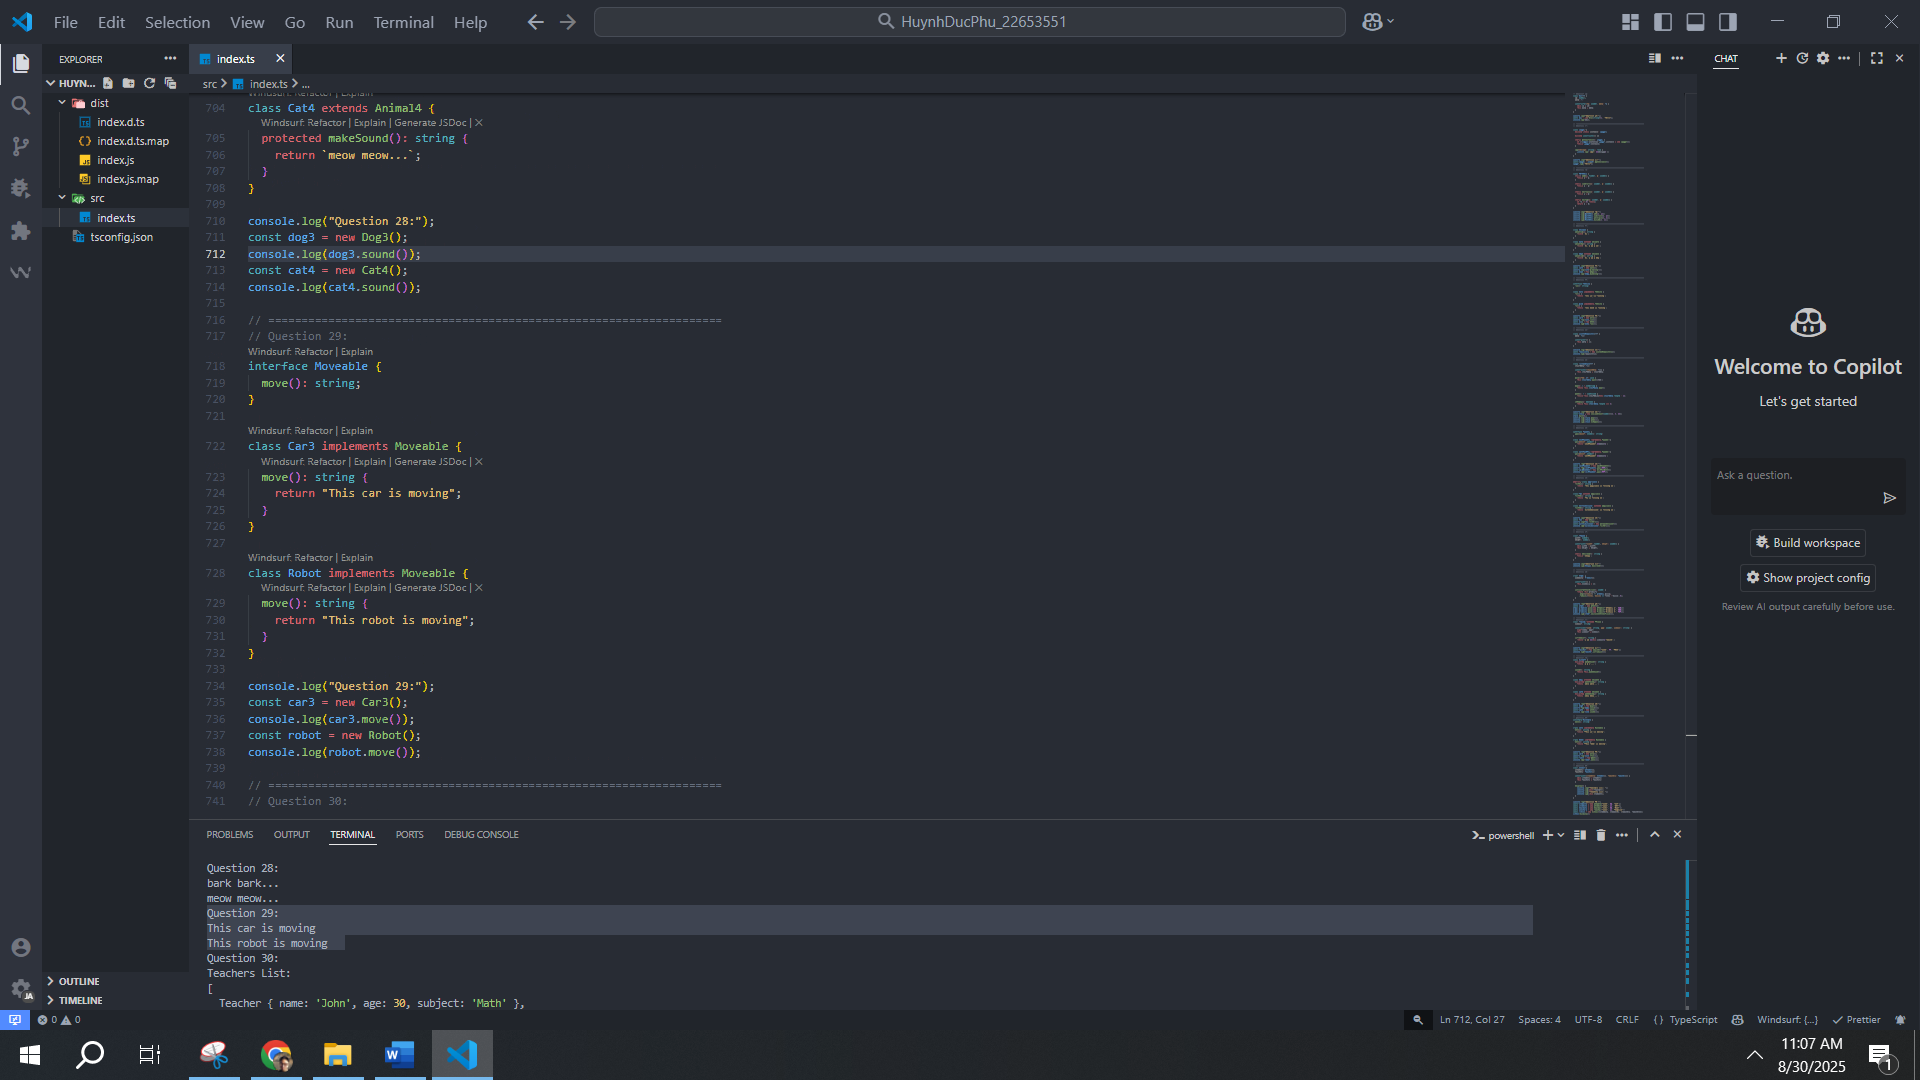 File Edit Selection View Go Run Terminal Help
HuynhDucPhu_22653551
EXPLORER
HUYN...
dist
index.d.ts
index.d.ts.map
index.js
index.js.map
src
index.ts
tsconfig.json
OUTLINE
TIMELINE
index.ts
src > index.ts > ...
704 class Cat4 extends Animal4 {
Windsurf: Refactor | Explain | Generate JSDoc | X
705 protected makeSound(): string {
706 return `meow meow...`;
707 }
708 }
709
710 console.log("Question 28:");
711 const dog3 = new Dog3();
712 console.log(dog3.sound());
713 const cat4 = new Cat4();
714 console.log(cat4.sound());
715
716 // ====================================================================
717 // Question 29:
Windsurf: Refactor | Explain
718 interface Moveable {
719 move(): string;
720 }
721
Windsurf: Refactor | Explain
722 class Car3 implements Moveable {
Windsurf: Refactor | Explain | Generate JSDoc | X
723 move(): string {
724 return "This car is moving";
725 }
726 }
727
Windsurf: Refactor | Explain
728 class Robot implements Moveable {
Windsurf: Refactor | Explain | Generate JSDoc | X
729 move(): string {
730 return "This robot is moving";
731 }
732 }
733
734 console.log("Question 29:");
735 const car3 = new Car3();
736 console.log(car3.move());
737 const robot = new Robot();
738 console.log(robot.move());
739
740 // ====================================================================
741 // Question 30:
PROBLEMS OUTPUT TERMINAL PORTS DEBUG CONSOLE
powershell
Question 28:
bark bark...
meow meow...
Question 29:
This car is moving
This robot is moving
Question 30:
Teachers List:
[
Teacher { name: 'John', age: 30, subject: 'Math' },
CHAT
Welcome to Copilot
Let's get started
Ask a question.
Build workspace
Show project config
Review AI output carefully before use.
0 0
Ln 712, Col 27 Spaces: 4 UTF-8 CRLF {} TypeScript Windsurf: {...} Prettier
11:07 AM
8/30/2025
1